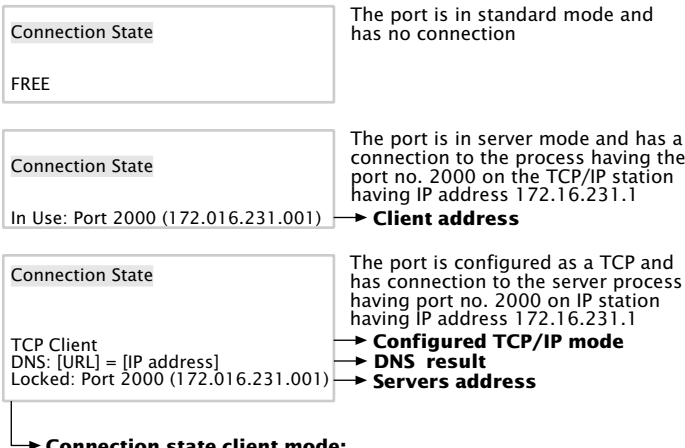 Connection State
FREE
The port is in standard mode and
has no connection
Connection State
In Use: Port 2000 (172.016.231.001)
The port is in server mode and has a
connection to the process having the
port no. 2000 on the TCP/IP station
having IP address 172.16.231.1
Client address
Connection State
TCP Client
DNS: [URL] = [IP address]
Locked: Port 2000 (172.016.231.001)
The port is configured as a TCP and
has connection to the server process
having port no. 2000 on IP station
having IP address 172.16.231.1
Configured TCP/IP mode
DNS result
Servers address
Connection state client mode: